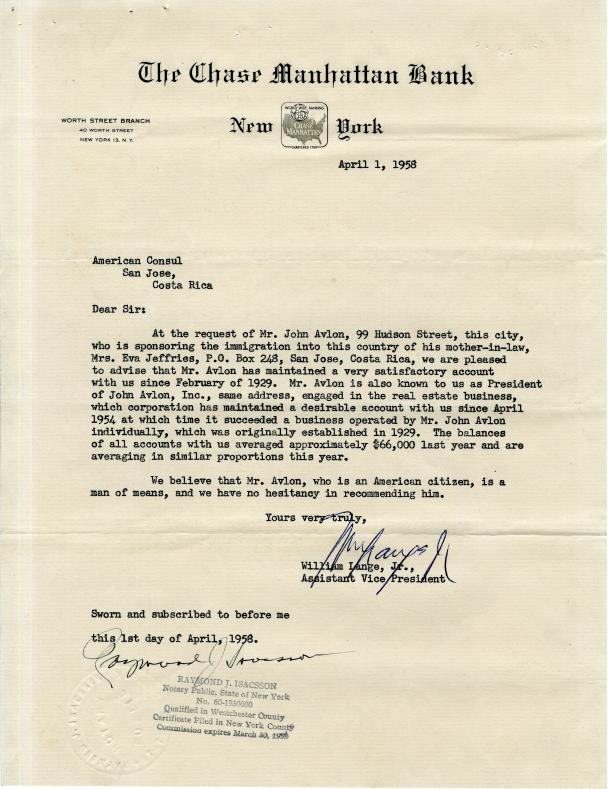 The Chase Manhattan Bank
WORTH STREET BRANCH
40 WORTH STREET
NEW YORK 13, N.Y.
New York
CHASE
MANHATTAN
April 1, 1958
American Consul
San Jose,
Costa Rica
Dear Sir:
At the request of Mr. John Avlon, 99 Hudson Street, this city,
who is sponsoring the immigration into this country of his mother-in-law,
Mrs. Eva Jeffries, P.O. Box 248, San Jose, Costa Rica, we are pleased
to advise that Mr. Avlon has maintained a very satisfactory account
with us since February of 1929. Mr. Avlon is also known to us as President
of John Avlon, Inc., same address, engaged in the real estate business,
which corporation has maintained a desirable account with us since April
1954 at which time it succeeded a business operated by Mr. John Avlon
individually, which was originally established in 1929. The balances
of all accounts with us averaged approximately $66,000 last year and are
averaging in similar proportions this year.
We believe that Mr. Avlon, who is an American citizen, is a
man of means, and we have no hesitancy in recommending him.
Yours very truly,
William Lange, Jr.,
Assistant Vice President
Sworn and subscribed to before me
this 1st day of April, 1958.
Raymond J. Isacsson
RAYMOND J. ISACSSON
Notary Public, State of New York
No. 60-1930000
Qualified in Westchester County
Certificate Filed in New York County
Commission expires March 30, 1959